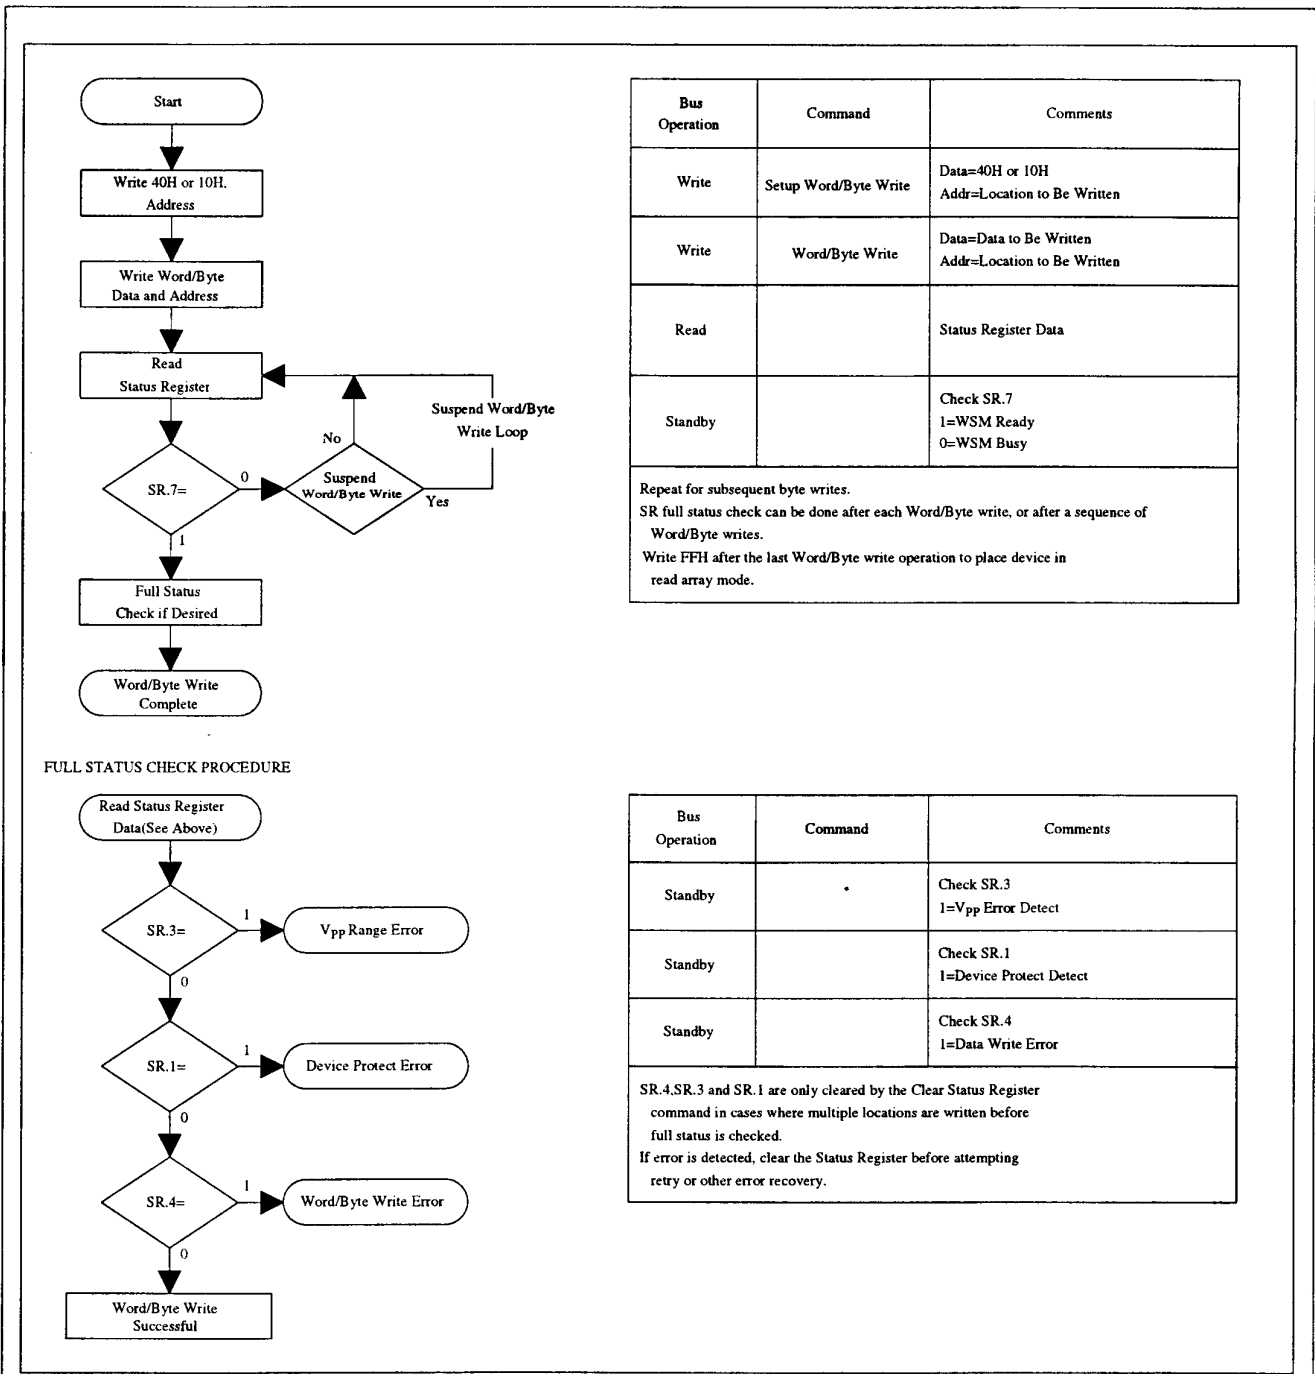 Start
Write 40H or 10H,
Address
Write Word/Byte
Data and Address
Read
Status Register
Suspend Word/Byte
Write Loop
No
SR.7=
0
Suspend
Word/Byte Write
Yes
1
Full Status
Check if Desired
Word/Byte Write
Complete
Bus
Operation
Command
Comments
Write
Setup Word/Byte Write
Data=40H or 10H
Addr=Location to Be Written
Write
Word/Byte Write
Data=Data to Be Written
Addr=Location to Be Written
Read
Status Register Data
Standby
Check SR.7
1=WSM Ready
0=WSM Busy
Repeat for subsequent byte writes.
SR full status check can be done after each Word/Byte write, or after a sequence of
Word/Byte writes.
Write FFH after the last Word/Byte write operation to place device in
read array mode.
FULL STATUS CHECK PROCEDURE
Read Status Register
Data(See Above)
SR.3=
1
VPP Range Error
0
SR.1=
1
Device Protect Error
0
SR.4=
1
Word/Byte Write Error
0
Word/Byte Write
Successful
Bus
Operation
Command
Comments
Standby
Check SR.3
1=VPP Error Detect
Standby
Check SR.1
1=Device Protect Detect
Standby
Check SR.4
1=Data Write Error
SR.4,SR.3 and SR.1 are only cleared by the Clear Status Register
command in cases where multiple locations are written before
full status is checked.
If error is detected, clear the Status Register before attempting
retry or other error recovery.